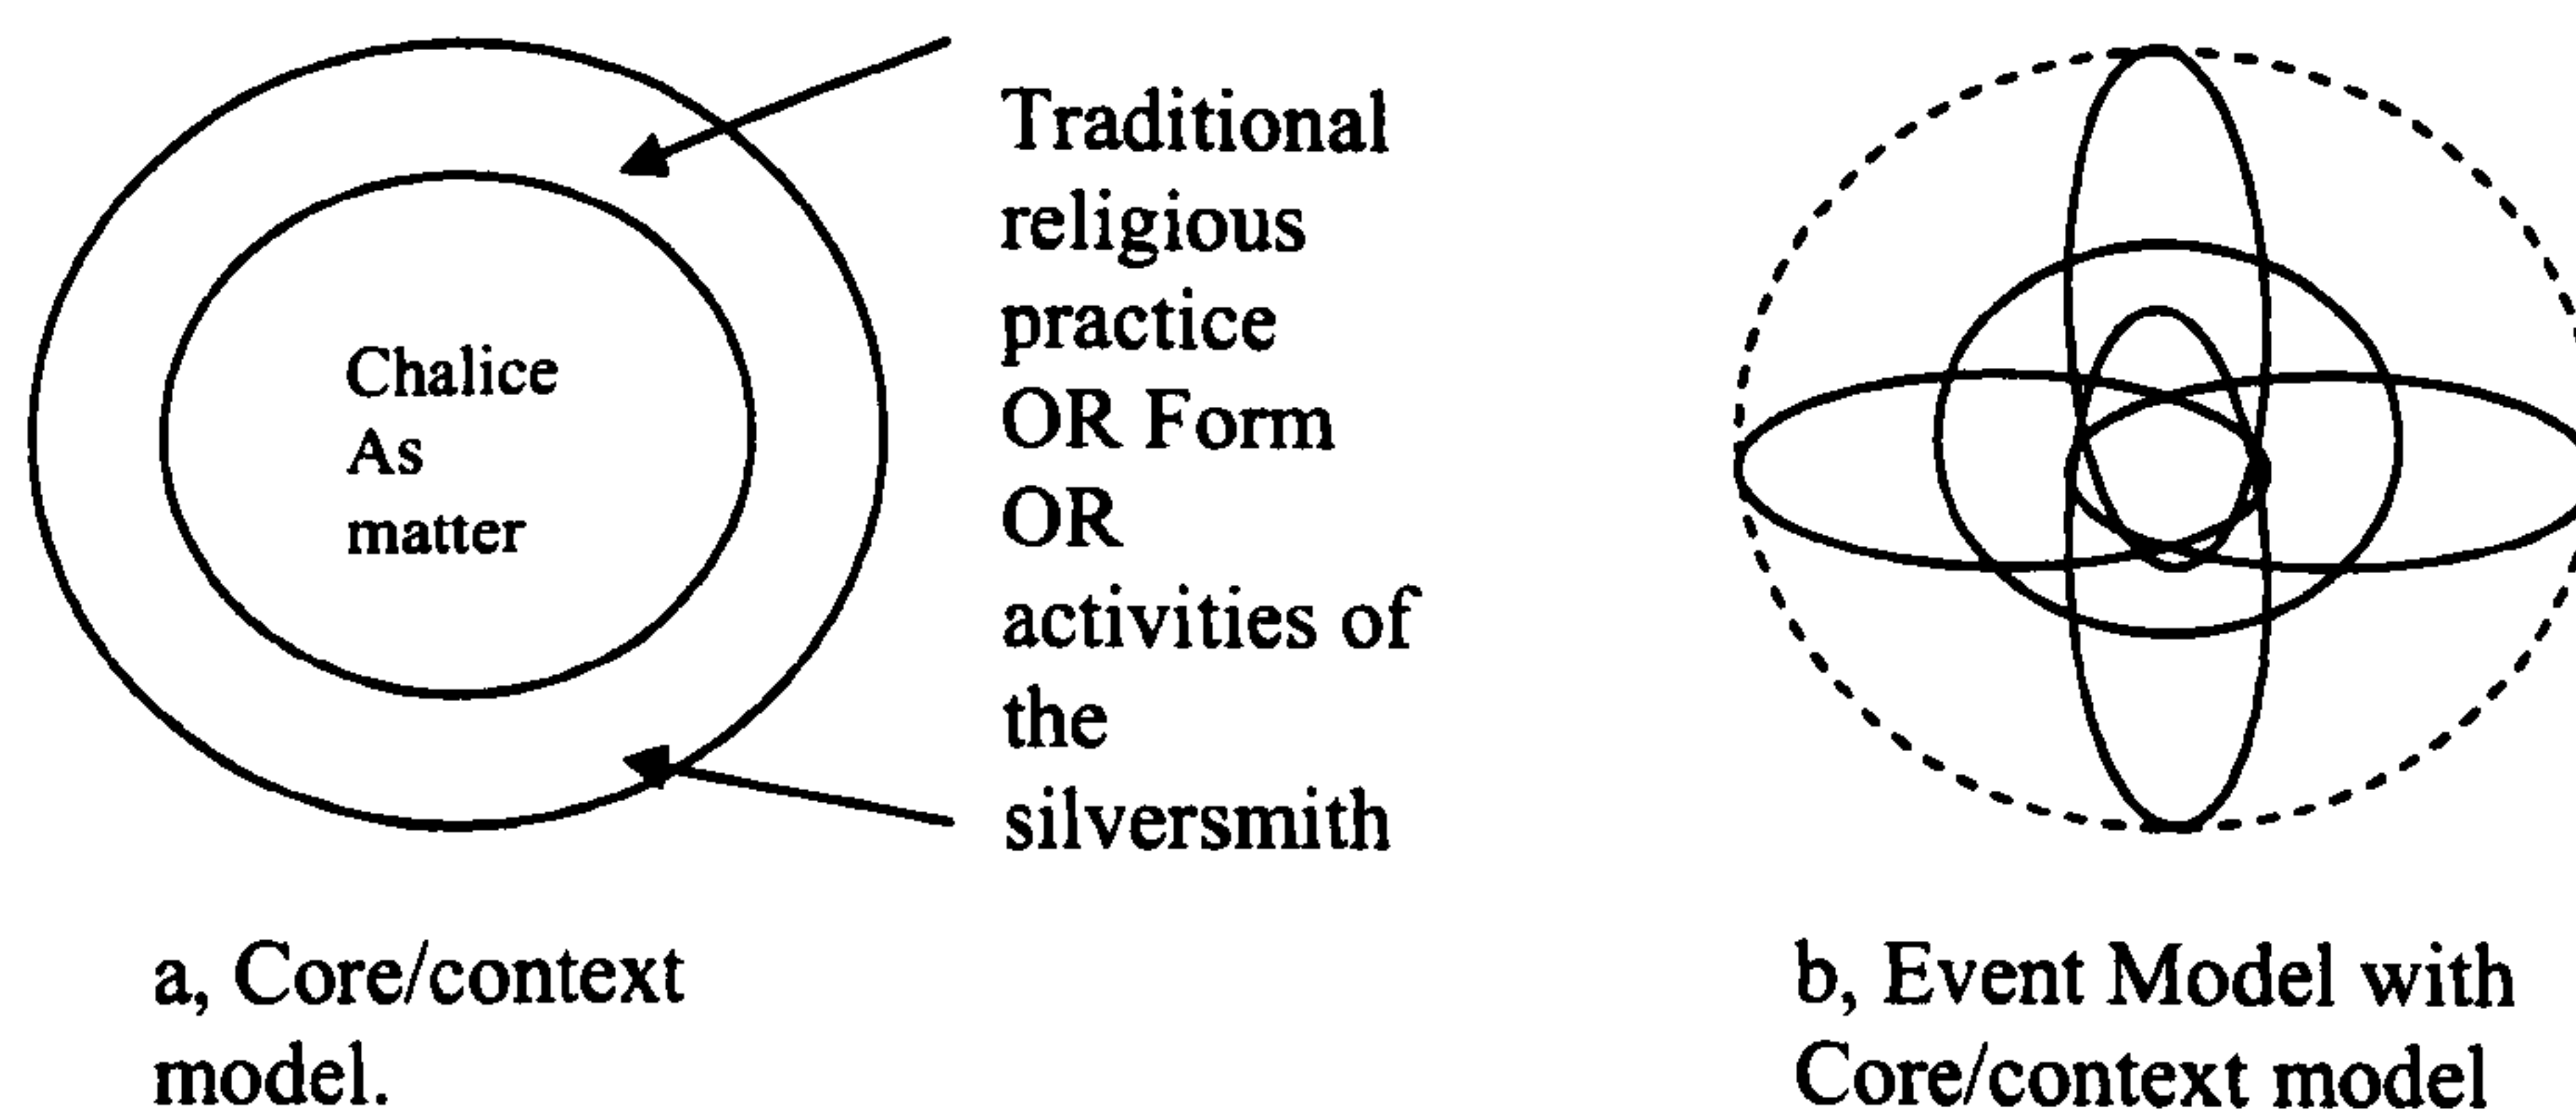 Chalice
As
matter
Traditional
religious
practice
OR Form
OR
activities of
the
silversmith
a, Core/context
model.
b, Event Model with
Core/context model